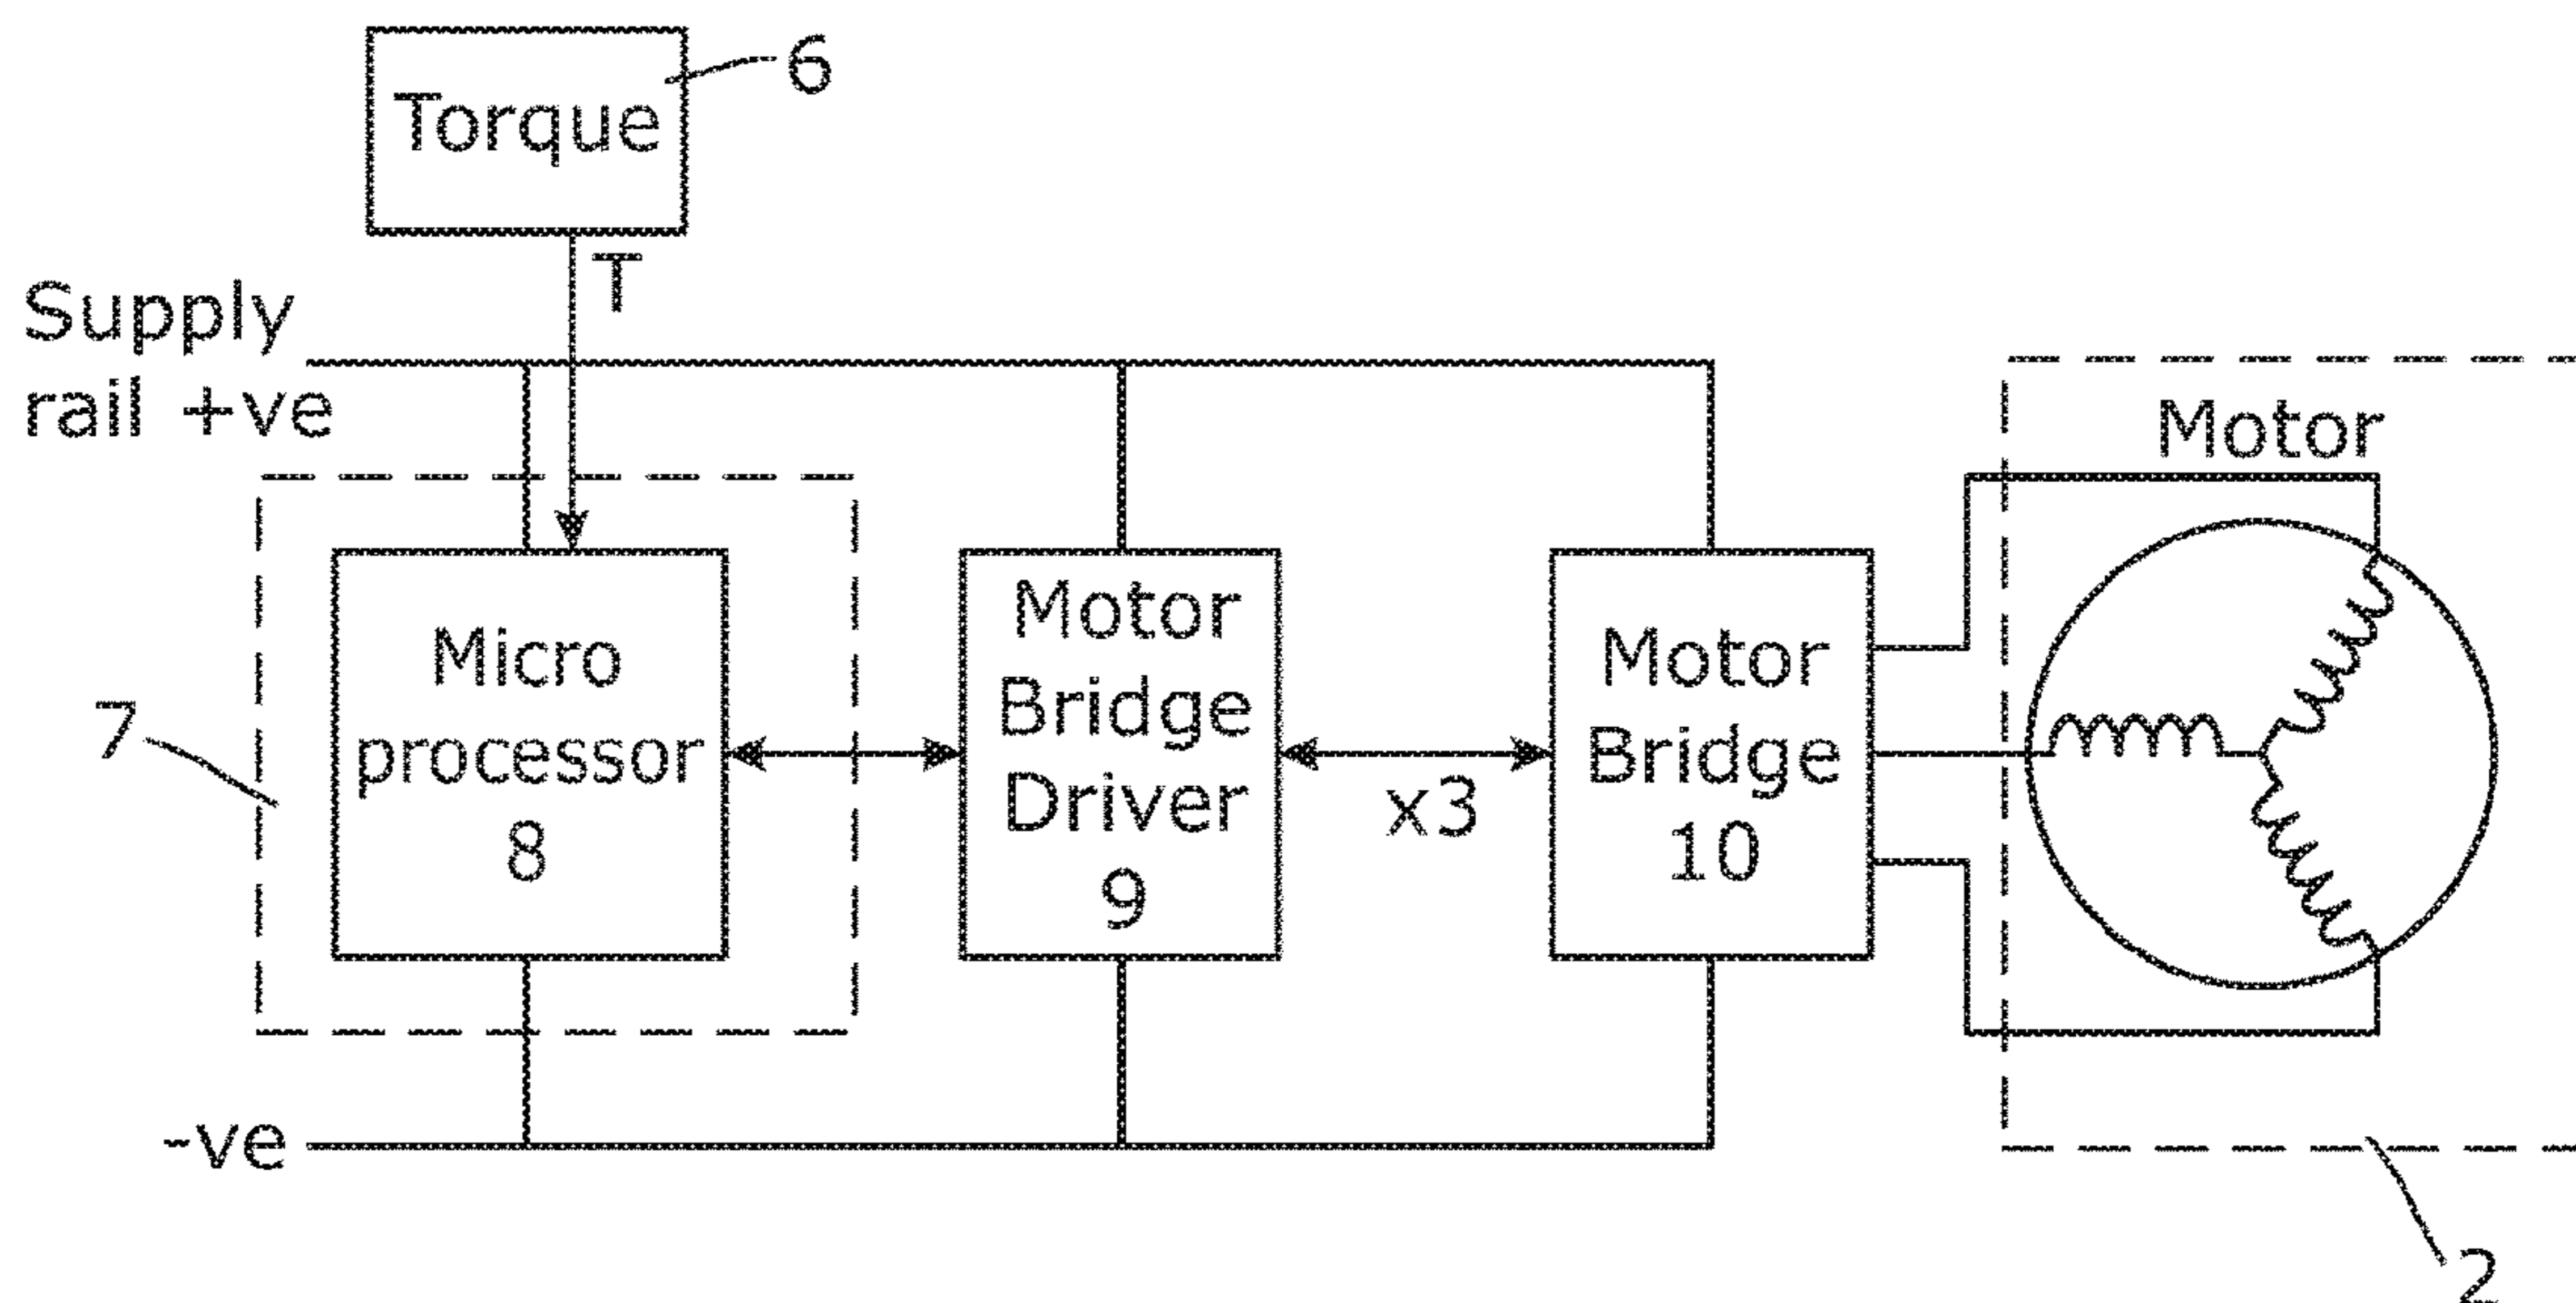 Torque
6
T
Supply
rail +ve
Motor
7
Micro
processor
8
Motor
Bridge
Driver
9
x3
Motor
Bridge
10
-ve
2